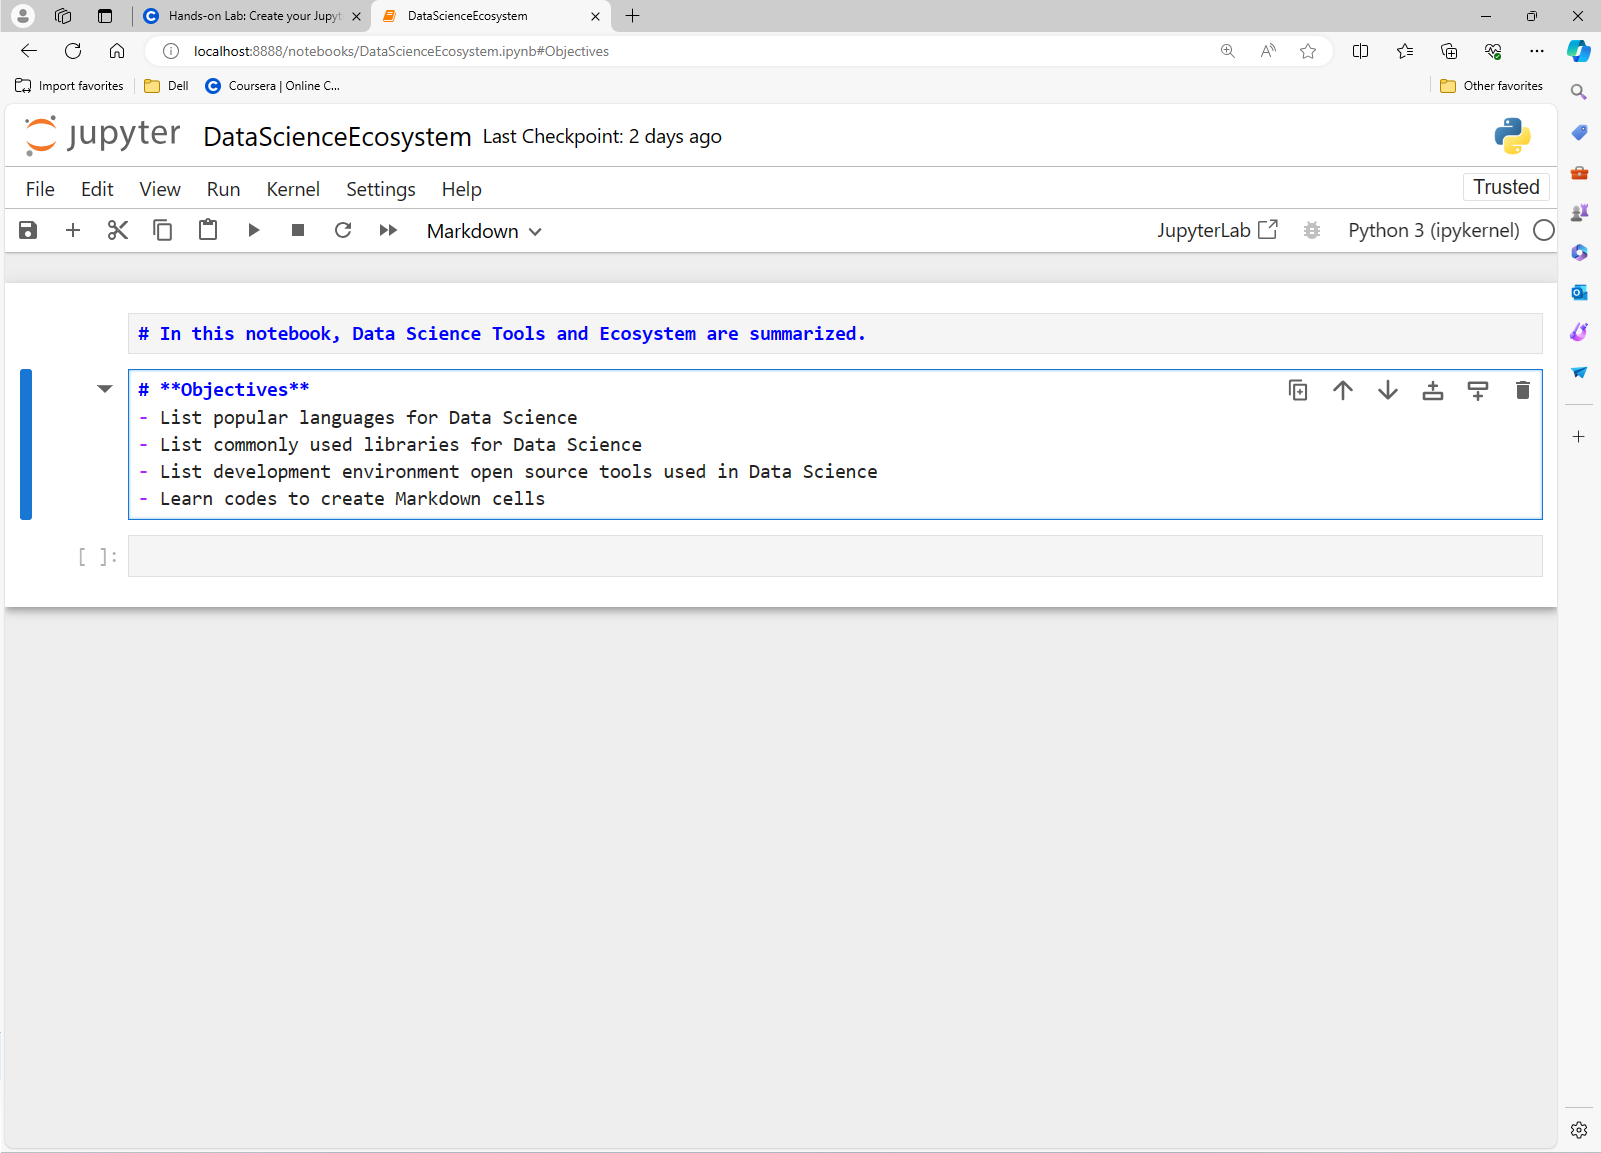 Hands-on Lab: Create your Jupyt
DataScienceEcosystem
localhost:8888/notebooks/DataScienceEcosystem.ipynb#Objectives
Import favorites
Dell
Coursera | Online C...
Other favorites
jupyter
DataScienceEcosystem
Last Checkpoint: 2 days ago
File Edit View Run Kernel Settings Help
Trusted
Markdown
JupyterLab
Python 3 (ipykernel)
# In this notebook, Data Science Tools and Ecosystem are summarized.
# **Objectives**
- List popular languages for Data Science
- List commonly used libraries for Data Science
- List development environment open source tools used in Data Science
- Learn codes to create Markdown cells
[ ]: